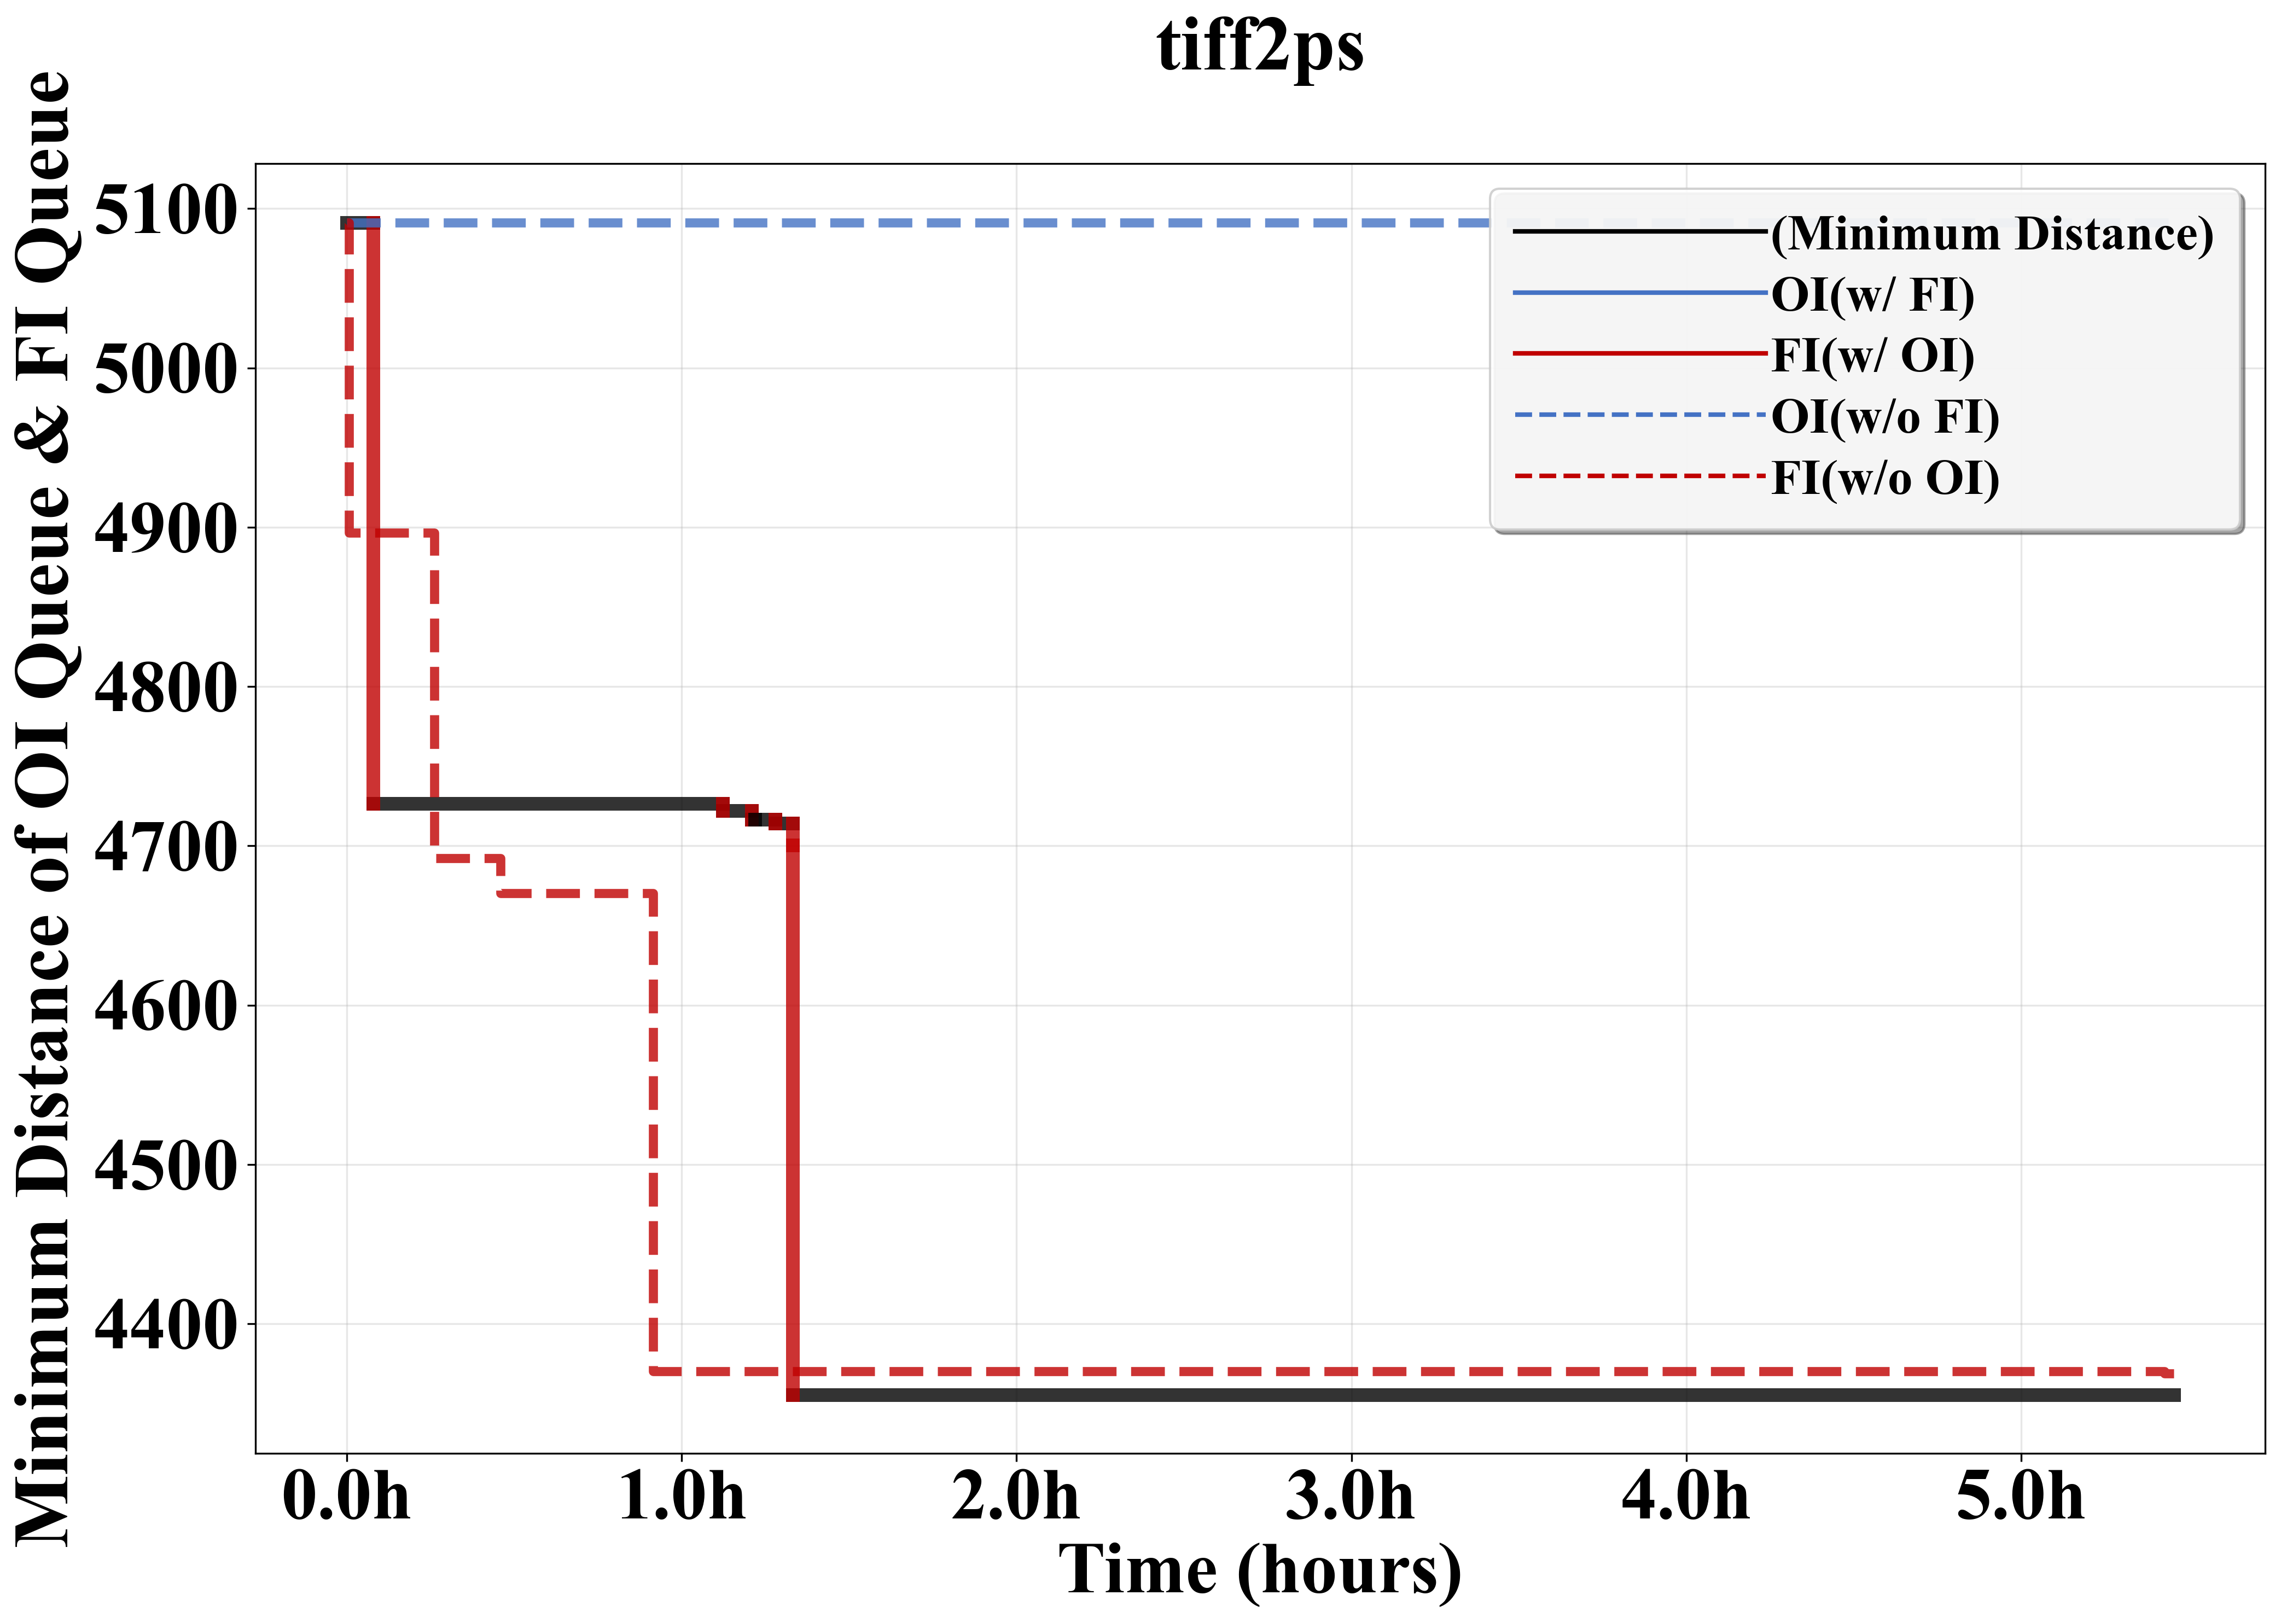 tiff2ps
Minimum Distance of OI Queue & FI Queue
5100
5000
4900
4800
4700
4600
4500
4400
(Minimum Distance)
OI(w/ FI)
FI(w/ OI)
OI(w/o FI)
FI(w/o OI)
0.0h 1.0h 2.0h 3.0h 4.0h 5.0h
Time (hours)